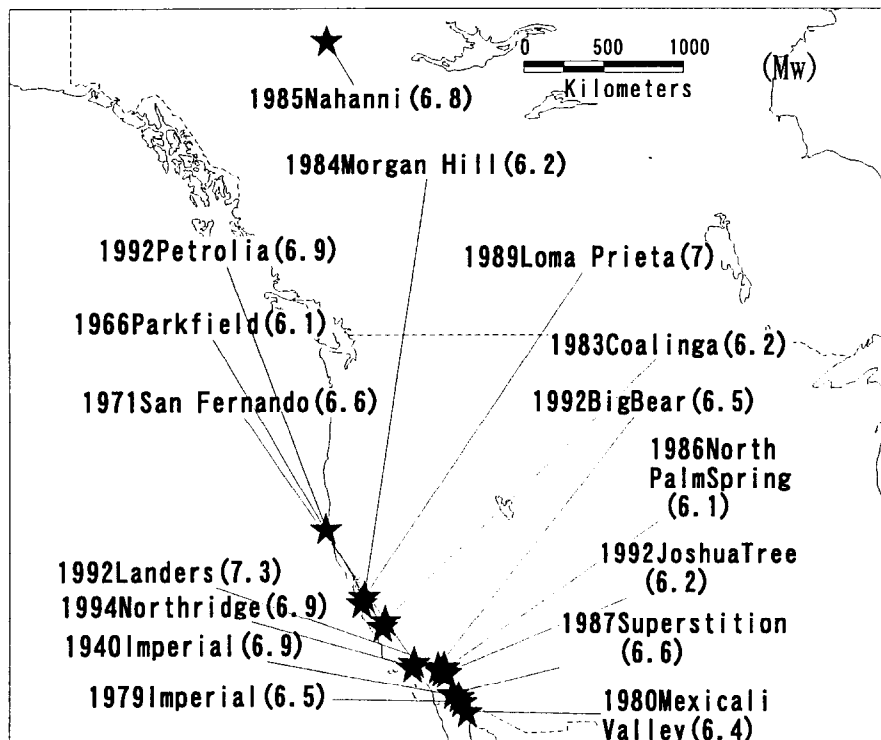 0 500 1000
Kilometers
(Mw)
1985Nahanni(6.8)
1984Morgan Hill(6.2)
1992Petrolia(6.9)
1989Loma Prieta(7)
1966Parkfield(6.1)
1983Coalinga(6.2)
1971San Fernando(6.6)
1992BigBear(6.5)
1986North
PalmSpring
(6.1)
1992Landers(7.3)
1992JoshuaTree
(6.2)
1994Northridge(6.9)
1940Imperial(6.9)
1987Superstition
(6.6)
1979Imperial(6.5)
1980Mexicali
Valley(6.4)